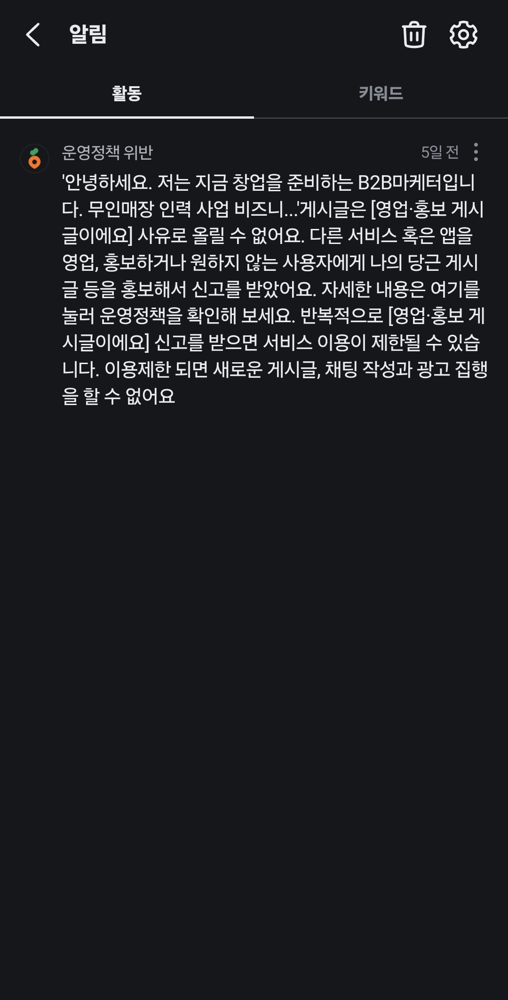 알림
활동
키워드
운영정책 위반
5일 전
'안녕하세요. 저는 지금 창업을 준비하는 B2B마케터입니
다. 무인매장 인력 사업 비즈니...'게시글은 [영업·홍보 게시
글이에요] 사유로 올릴 수 없어요. 다른 서비스 혹은 앱을
영업, 홍보하거나 원하지 않는 사용자에게 나의 당근 게시
글 등을 홍보해서 신고를 받았어요. 자세한 내용은 여기를
눌러 운영정책을 확인해 보세요. 반복적으로 [영업·홍보 게
시글이에요] 신고를 받으면 서비스 이용이 제한될 수 있습
니다. 이용제한 되면 새로운 게시글, 채팅 작성과 광고 집행
을 할 수 없어요